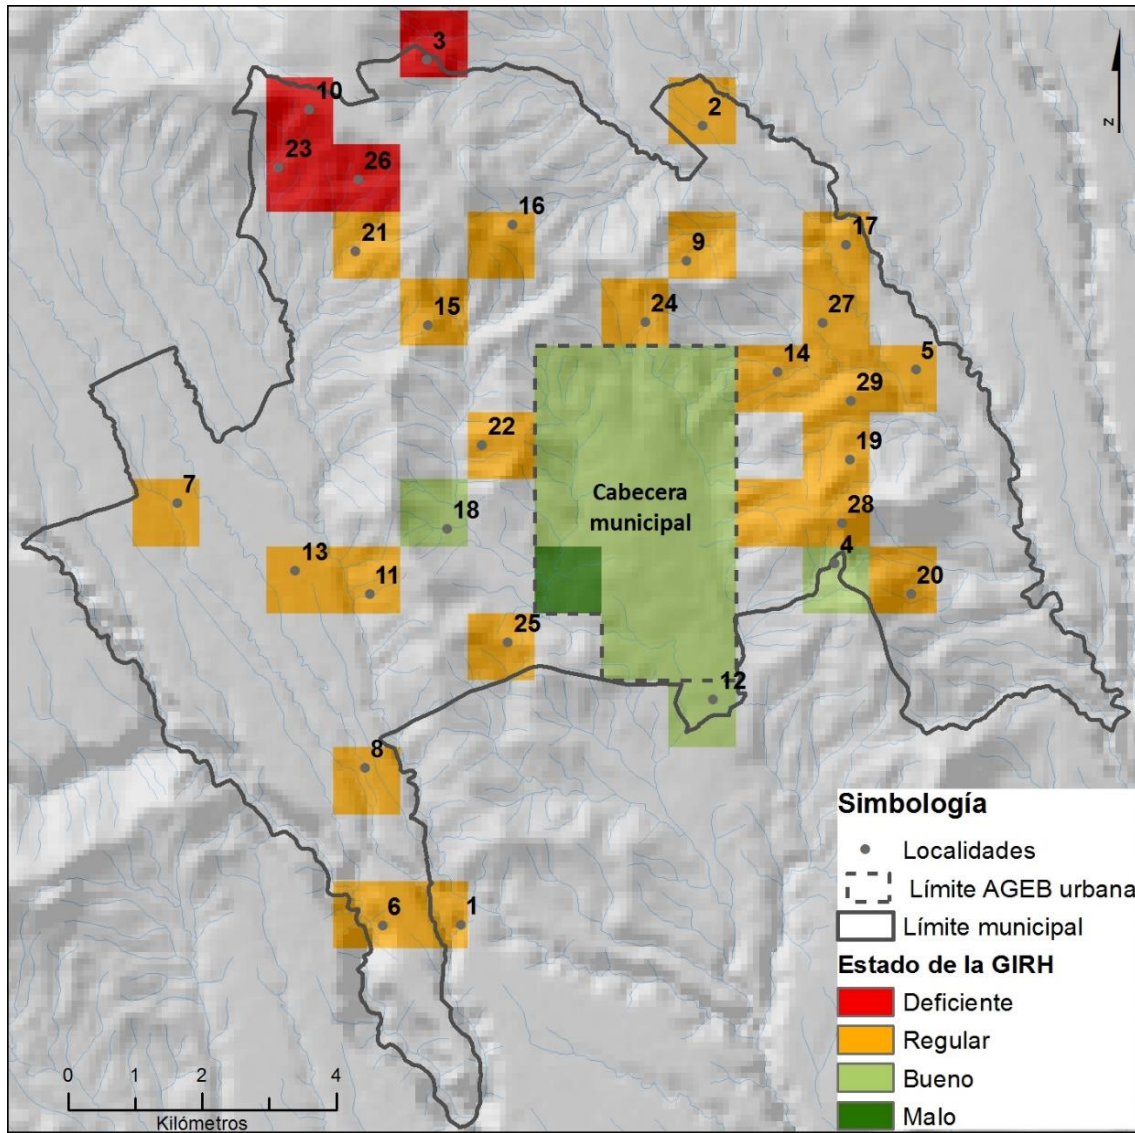 3
10
2
23
26
16
21
9
17
15
24
27
14
5
29
22
19
7
Cabecera
municipal
18
28
4
13
11
20
25
12
8
6
1
N
Simbología
Localidades
Límite AGEB urbana
Límite municipal
Estado de la GIRH
Deficiente
Regular
Bueno
Malo
0 1 2 4
Kilómetros